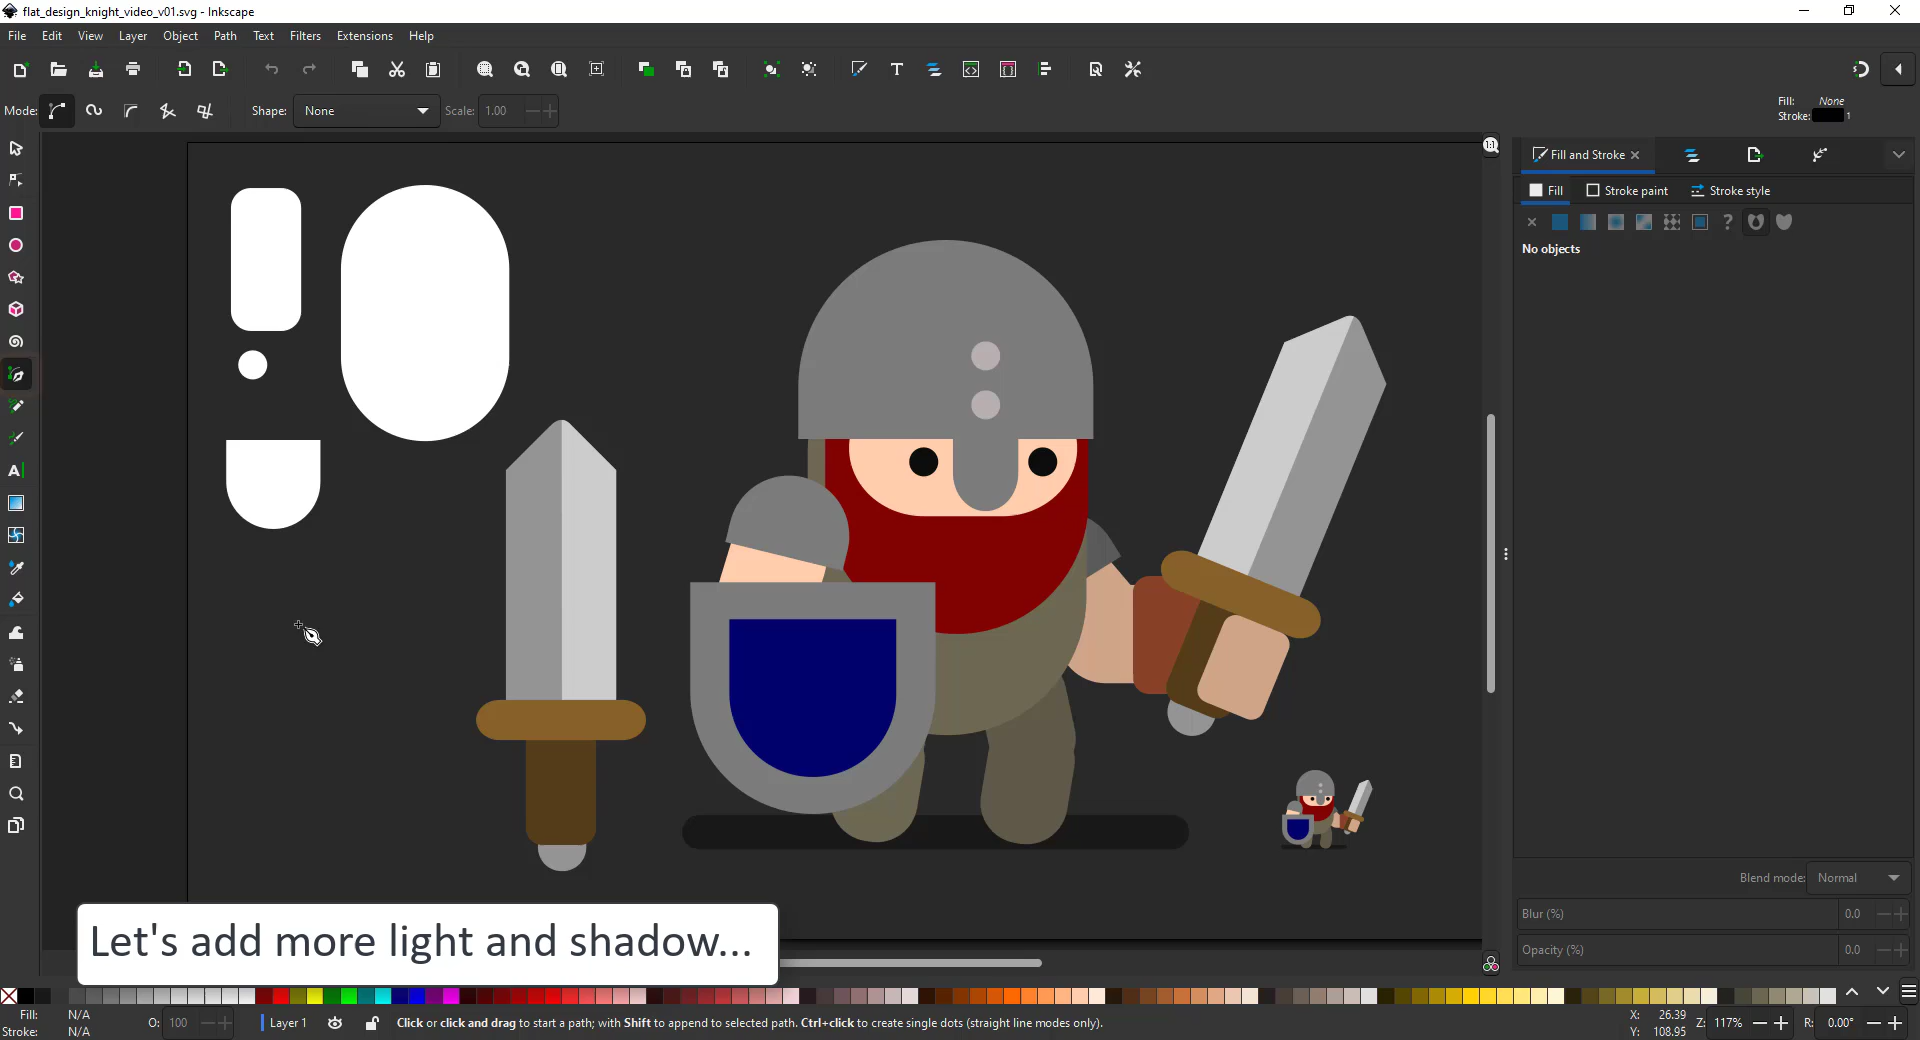 flat_design_knight_video_v01.svg - Inkscape
File Edit View Layer Object Path Text Filters Extensions Help
Mode: Shape: None Scale: 1.00
Fill: None
Stroke: 1
1:1
Fill and Stroke
Fill Stroke paint Stroke style
No objects
Let's add more light and shadow...
Blend mode: Normal
Blur (%) 0.0
Opacity (%) 0.0
Fill: N/A
Stroke: N/A
O: 100
Layer 1
Click or click and drag to start a path; with Shift to append to selected path. Ctrl+click to create single dots (straight line modes only).
X: 26.39
Y: 108.95
Z: 117%
R: 0.00°